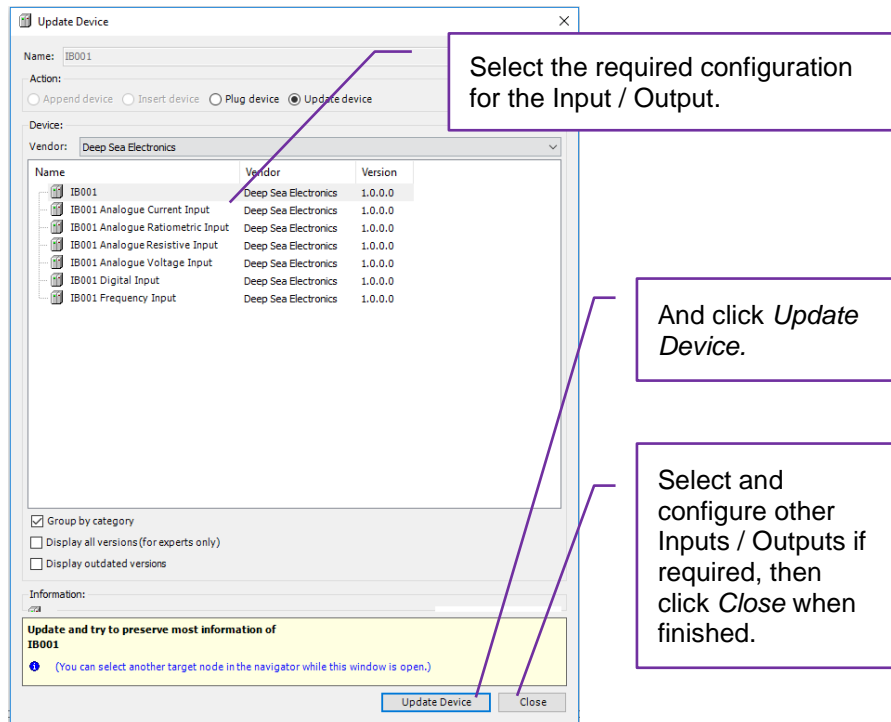 Update Device
Name: IB001
Select the required configuration
for the Input / Output.
Action:
Append device Insert device Plug device Update device
Device:
Vendor: Deep Sea Electronics
Name Vendor Version
IB001 Deep Sea Electronics 1.0.0.0
IB001 Analogue Current Input Deep Sea Electronics 1.0.0.0
IB001 Analogue Ratiometric Input Deep Sea Electronics 1.0.0.0
IB001 Analogue Resistive Input Deep Sea Electronics 1.0.0.0
IB001 Analogue Voltage Input Deep Sea Electronics 1.0.0.0
IB001 Digital Input Deep Sea Electronics 1.0.0.0
IB001 Frequency Input Deep Sea Electronics 1.0.0.0
And click Update
Device.
Select and
configure other
Inputs / Outputs if
required, then
click Close when
finished.
Group by category
Display all versions (for experts only)
Display outdated versions
Information:
Update and try to preserve most information of
IB001
(You can select another target node in the navigator while this window is open.)
Update Device Close